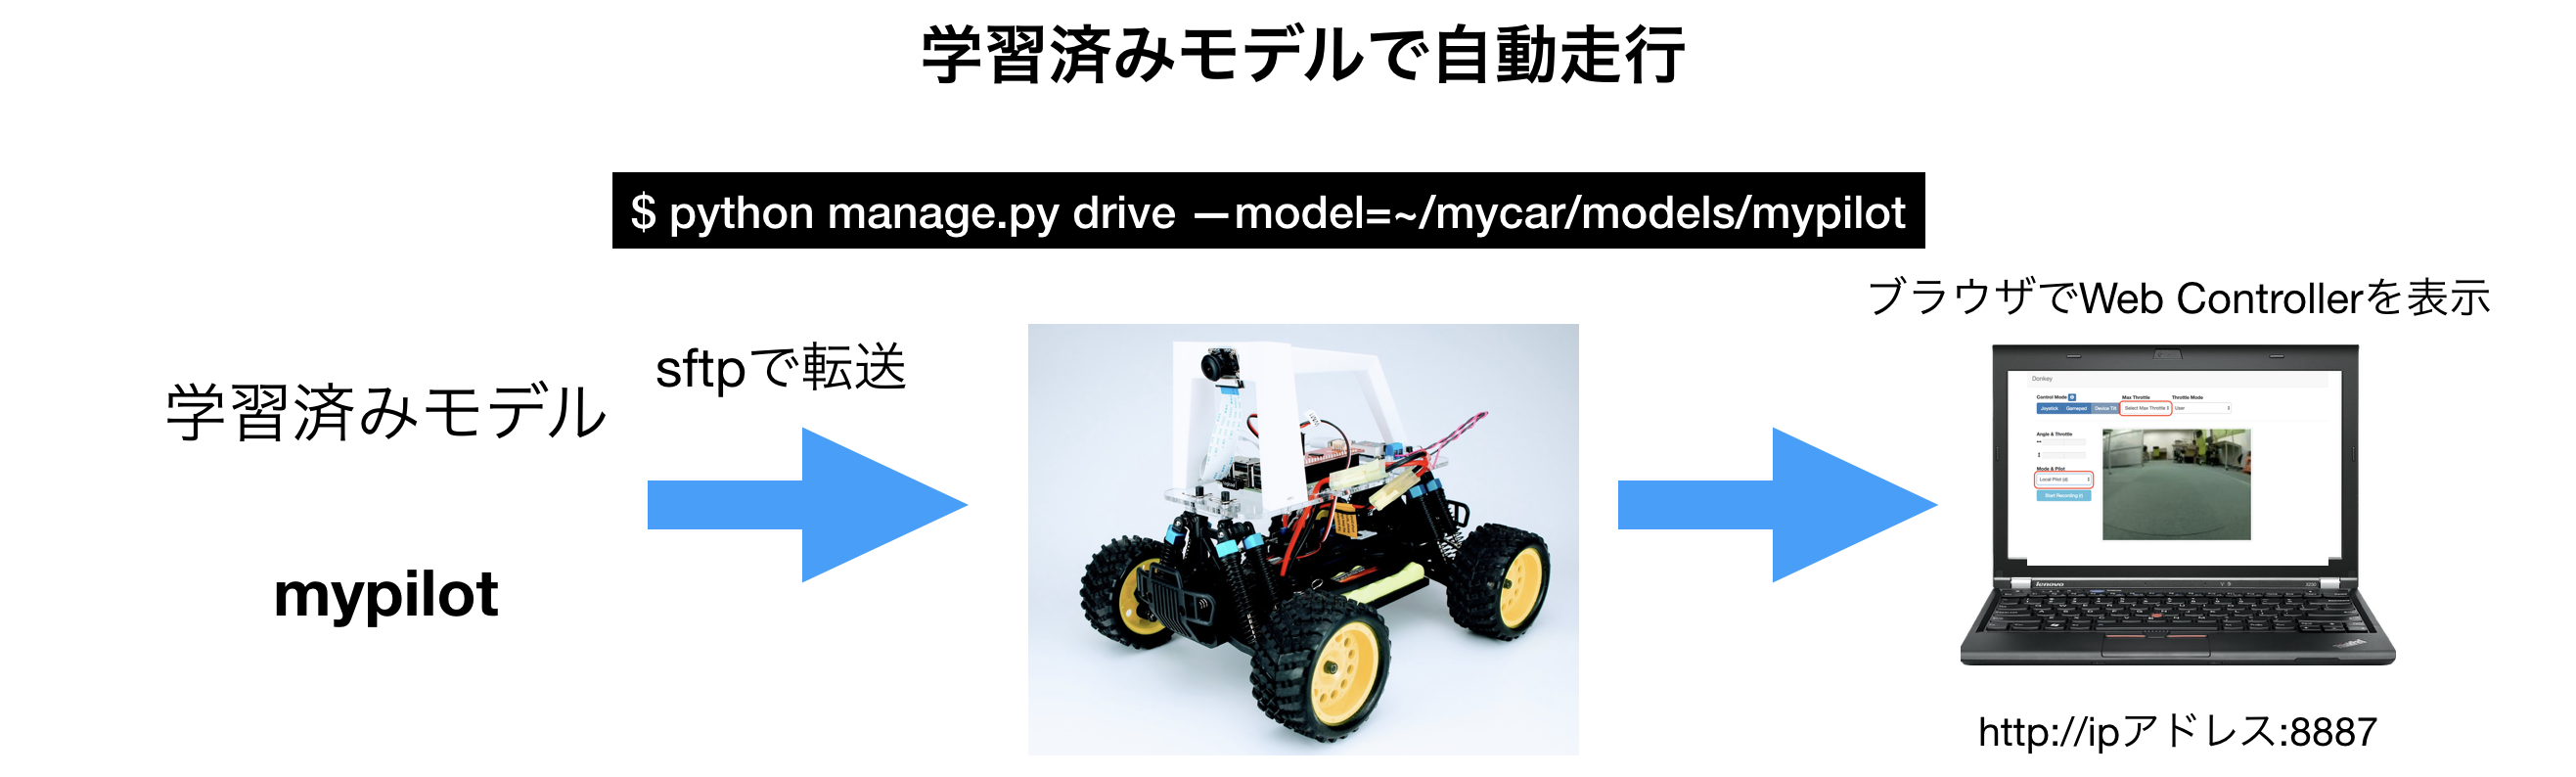 学習済みモデルで自動走行
$ python manage.py drive —model=~/mycar/models/mypilot
ブラウザでWeb Controllerを表示
sftpで転送
学習済みモデル
mypilot
Donkey
Control Mode
Max Throttle
Throttle Mode
Joystick Gamepad Device Tilt
Select Max Throttle
User
Angle & Throttle
Mode & Pilot
Local Pilot (d)
Start Recording (r)
lenovo
http://ipアドレス:8887